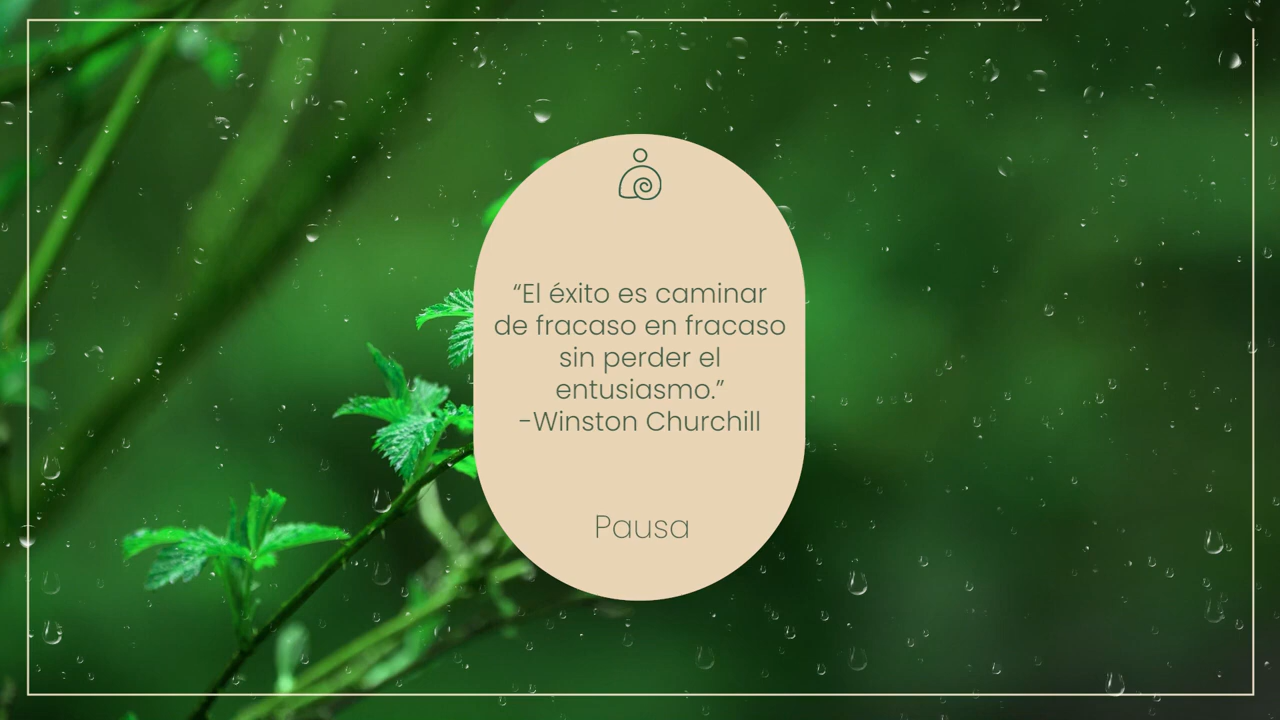 “El éxito es caminar
de fracaso en fracaso
sin perder el
entusiasmo.”
-Winston Churchill
Pausa